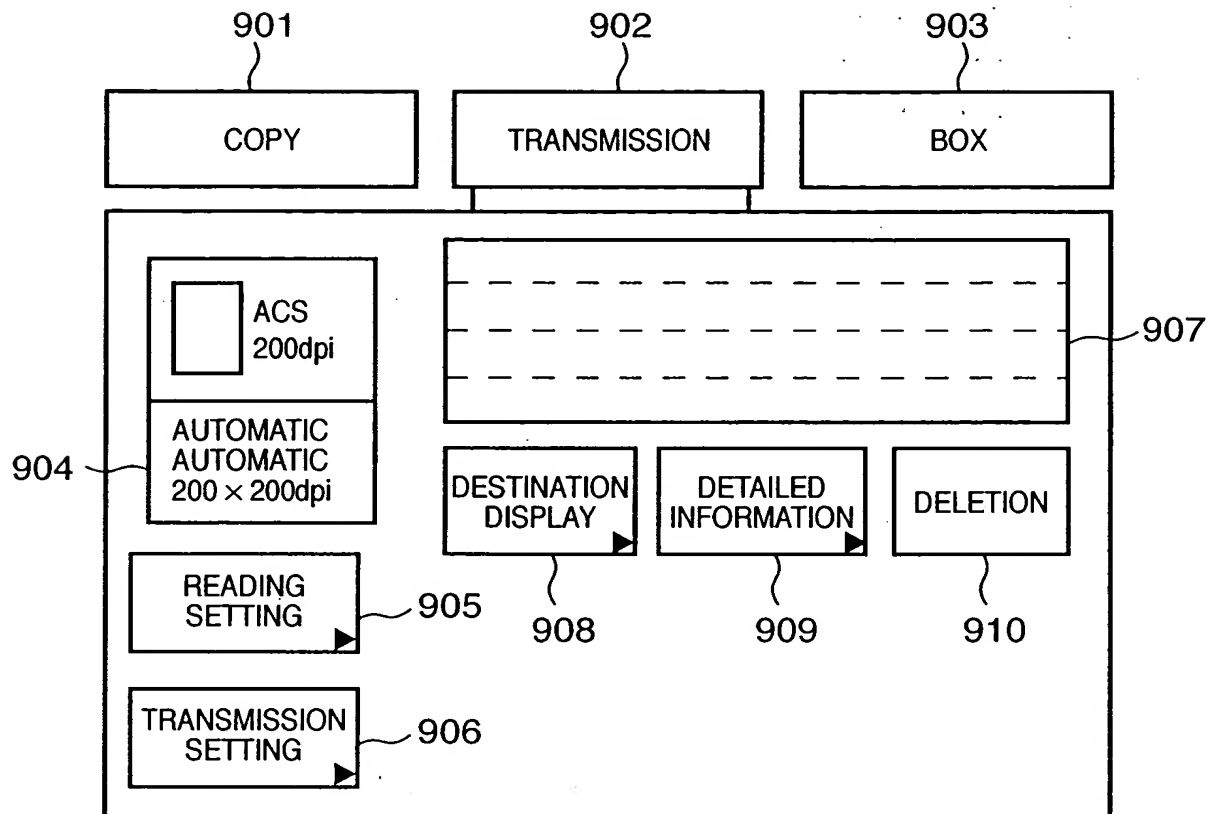 901
902
903
COPY
TRANSMISSION
BOX
ACS
200dpi
907
AUTOMATIC
AUTOMATIC
200 × 200dpi
904
DESTINATION
DISPLAY
DETAILED
INFORMATION
DELETION
READING
SETTING
905
908
909
910
TRANSMISSION
SETTING
906